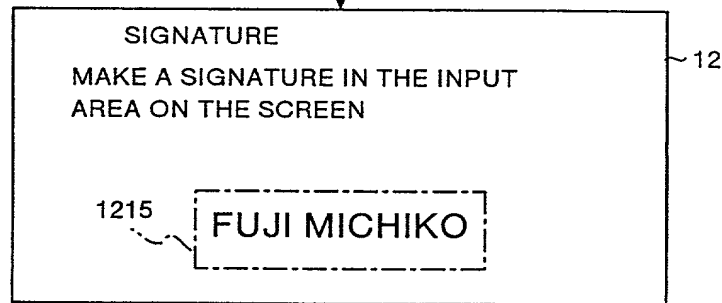 SIGNATURE
12
MAKE A SIGNATURE IN THE INPUT
AREA ON THE SCREEN
1215
FUJI MICHIKO